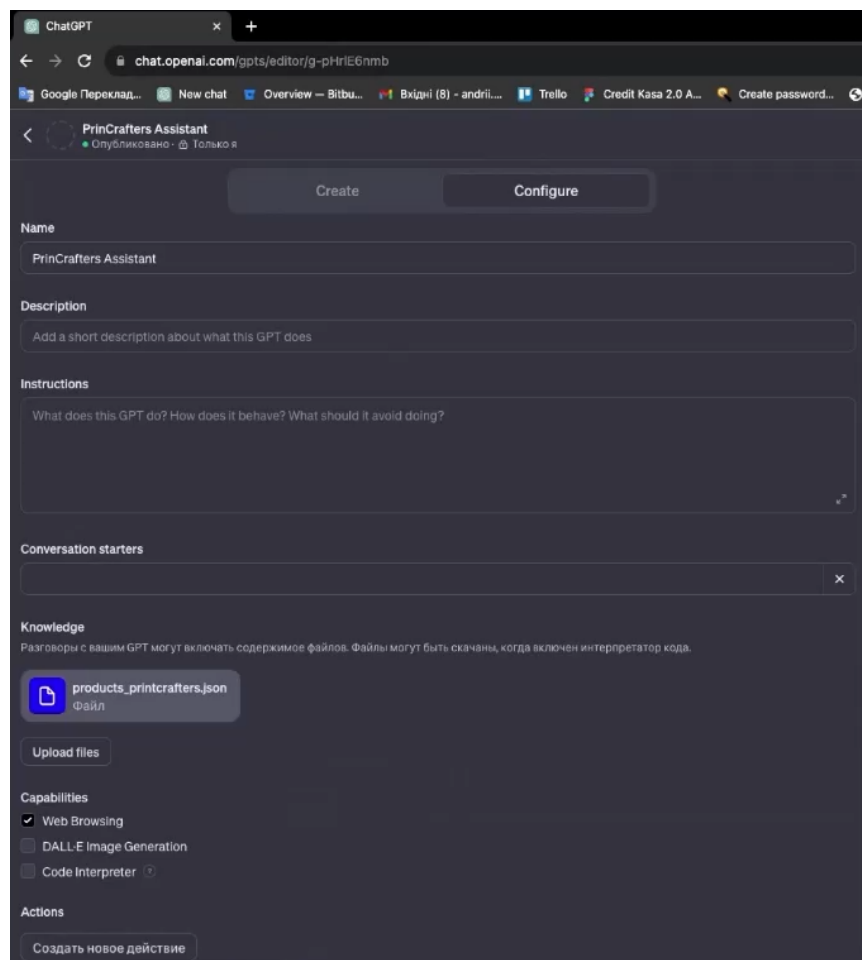 ChatGPT
chat.openai.com/gpts/editor/g-pHrlE6nmb
Google Переклад... New chat Overview — Bitbu... Вхідні (8) - andrii.... Trello Credit Kasa 2.0 A... Create password...
PrinCrafters Assistant
Опубликовано · Только я
Create Configure
Name
PrinCrafters Assistant
Description
Add a short description about what this GPT does
Instructions
What does this GPT do? How does it behave? What should it avoid doing?
Conversation starters
Knowledge
Разговоры с вашим GPT могут включать содержимое файлов. Файлы могут быть скачаны, когда включен интерпретатор кода.
products_printcrafters.json
Файл
Upload files
Capabilities
Web Browsing
DALL·E Image Generation
Code Interpreter ?
Actions
Создать новое действие